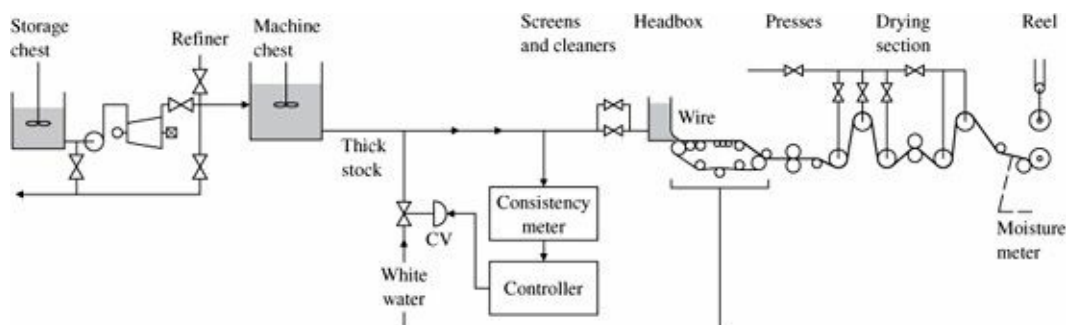 Storage
chest
Refiner
Machine
chest
Screens
and cleaners
Headbox
Presses
Drying
section
Reel
Wire
Thick
stock
Consistency
meter
CV
Moisture
meter
White
water
Controller